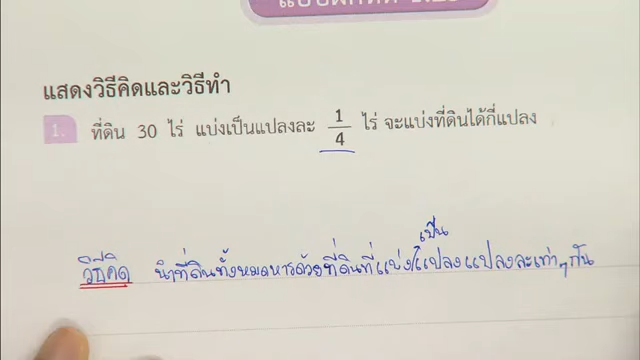 แสดงวิธีคิดและวิธีทำ
1. ที่ดิน 30 ไร่ แบ่งเป็นแปลงละ 1/4 ไร่ จะแบ่งที่ดินได้กี่แปลง
วิธีคิด นำที่ดินทั้งหมดหารด้วยที่ดินที่แบ่งเป็นแปลงแปลงละเท่าๆกัน